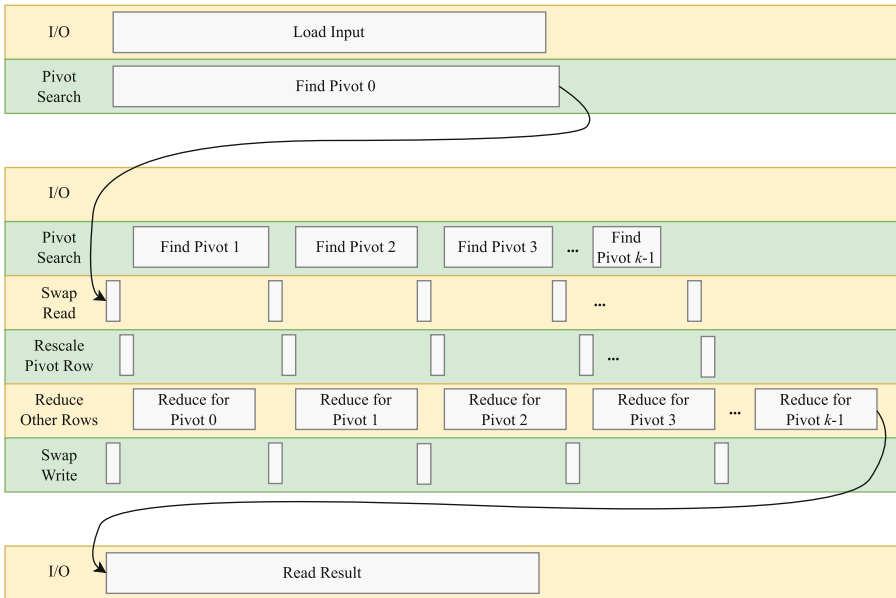 I/O
Load Input
Pivot
Search
Find Pivot 0
I/O
Pivot
Search
Find Pivot 1
Find Pivot 2
Find Pivot 3
...
Find
Pivot k-1
Swap
Read
...
Rescale
Pivot Row
...
Reduce
Other Rows
Reduce for
Pivot 0
Reduce for
Pivot 1
Reduce for
Pivot 2
Reduce for
Pivot 3
...
Reduce for
Pivot k-1
Swap
Write
I/O
Read Result